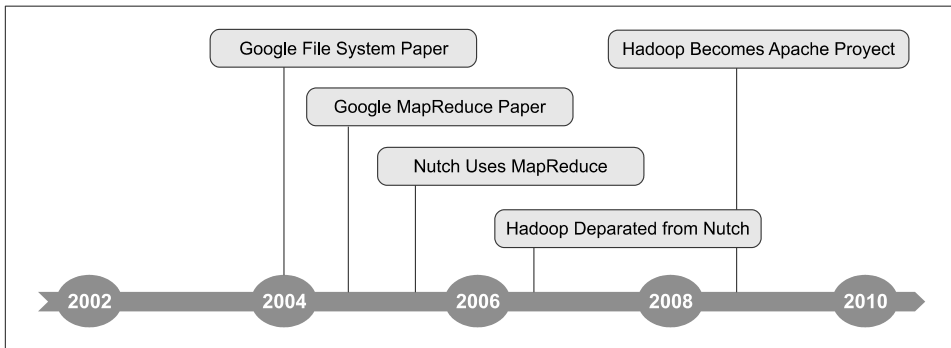 Google File System Paper
Hadoop Becomes Apache Proyect
Google MapReduce Paper
Nutch Uses MapReduce
Hadoop Deparated from Nutch
2002
2004
2006
2008
2010